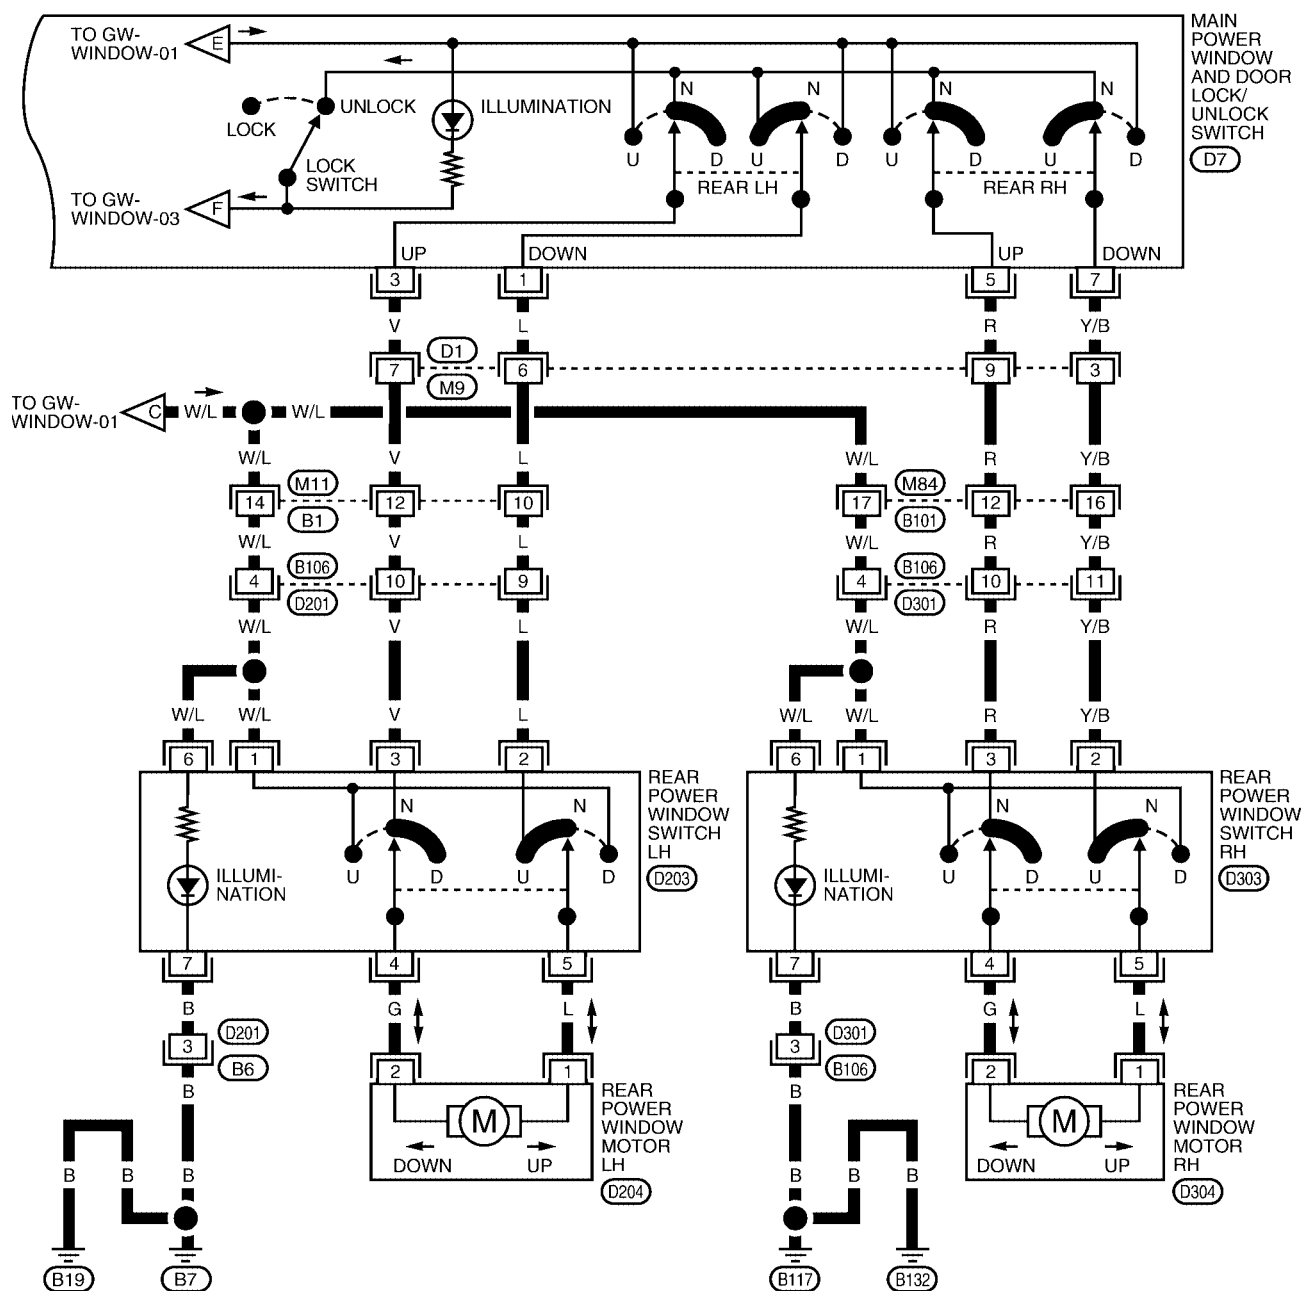 TO GW-
WINDOW-01
E
MAIN
POWER
WINDOW
AND DOOR
LOCK/
UNLOCK
SWITCH
D7
LOCK
UNLOCK
ILLUMINATION
N
N
N
N
U
D
U
D
U
D
U
D
LOCK
SWITCH
REAR LH
REAR RH
TO GW-
WINDOW-03
F
UP
DOWN
UP
DOWN
3
1
5
7
V
L
R
Y/B
D1
7
6
9
3
M9
TO GW-
WINDOW-01
C
W/L
W/L
W/L
V
L
W/L
R
Y/B
M11
M84
14
12
10
17
12
16
B1
B101
W/L
V
L
W/L
R
Y/B
B106
B106
4
10
9
4
10
11
D201
D301
W/L
V
L
W/L
R
Y/B
W/L
W/L
V
L
W/L
W/L
R
Y/B
6
1
3
2
6
1
3
2
REAR
POWER
WINDOW
SWITCH
LH
D203
REAR
POWER
WINDOW
SWITCH
RH
D303
N
N
N
N
U
D
U
D
U
D
U
D
ILLUMI-
NATION
ILLUMI-
NATION
7
4
5
7
4
5
B
G
L
B
G
L
D201
D301
3
3
B6
B106
2
1
2
1
B
B
REAR
POWER
WINDOW
MOTOR
LH
D204
REAR
POWER
WINDOW
MOTOR
RH
D304
M
M
DOWN
UP
DOWN
UP
B
B
B
B
B
B
B19
B7
B117
B132